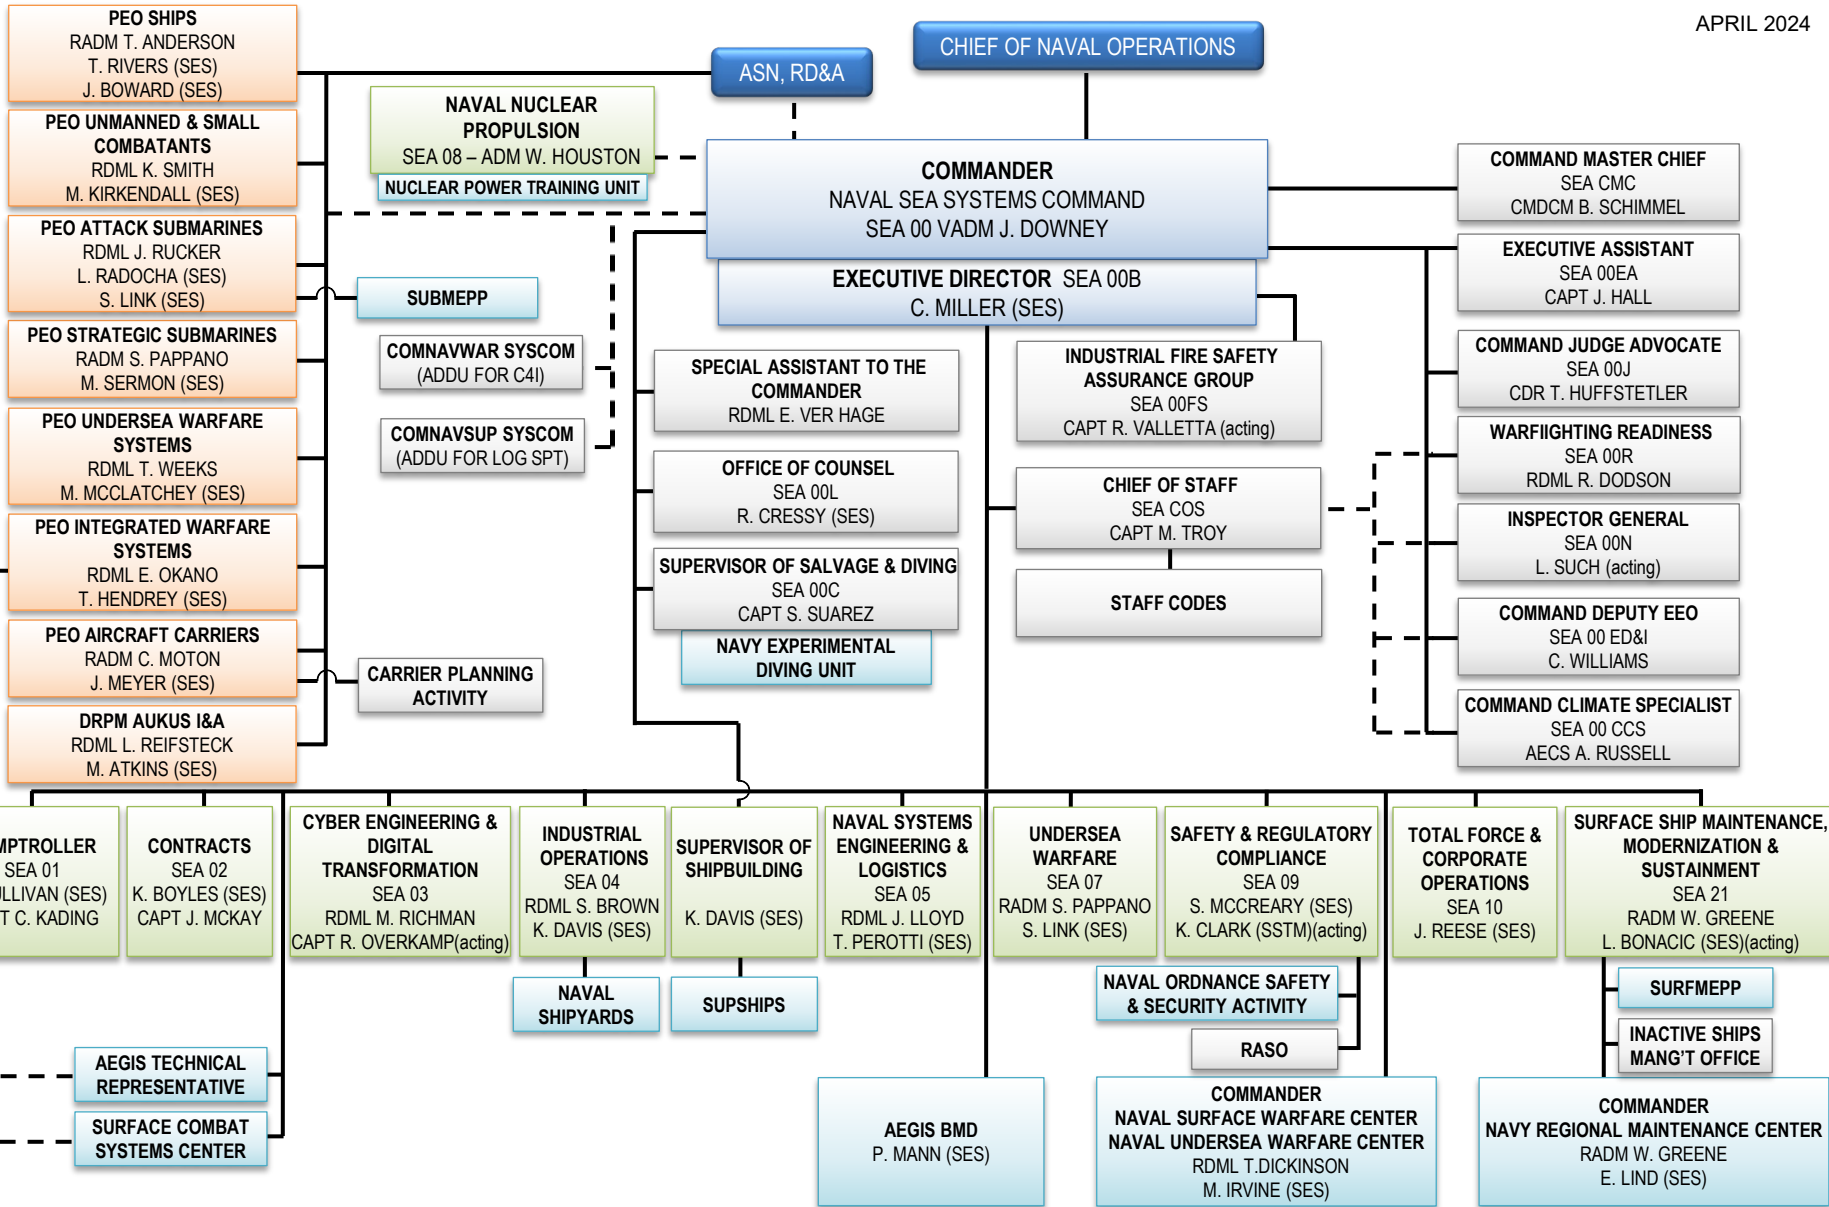 APRIL 2024
CHIEF OF NAVAL OPERATIONS
ASN, RD&A
PEO SHIPS
RADM T. ANDERSON
T. RIVERS (SES)
J. BOWARD (SES)
PEO UNMANNED & SMALL
COMBATANTS
RDML K. SMITH
M. KIRKENDALL (SES)
PEO ATTACK SUBMARINES
RDML J. RUCKER
L. RADOCHA (SES)
S. LINK (SES)
SUBMEPP
PEO STRATEGIC SUBMARINES
RADM S. PAPPANO
M. SERMON (SES)
PEO UNDERSEA WARFARE
SYSTEMS
RDML T. WEEKS
M. MCCLATCHEY (SES)
PEO INTEGRATED WARFARE
SYSTEMS
RDML E. OKANO
T. HENDREY (SES)
PEO AIRCRAFT CARRIERS
RADM C. MOTON
J. MEYER (SES)
CARRIER PLANNING
ACTIVITY
DRPM AUKUS I&A
RDML L. REIFSTECK
M. ATKINS (SES)
NAVAL NUCLEAR
PROPULSION
SEA 08 – ADM W. HOUSTON
NUCLEAR POWER TRAINING UNIT
COMNAVWAR SYSCOM
(ADDU FOR C4I)
COMNAVSUP SYSCOM
(ADDU FOR LOG SPT)
COMMANDER
NAVAL SEA SYSTEMS COMMAND
SEA 00 VADM J. DOWNEY
EXECUTIVE DIRECTOR SEA 00B
C. MILLER (SES)
SPECIAL ASSISTANT TO THE
COMMANDER
RDML E. VER HAGE
OFFICE OF COUNSEL
SEA 00L
R. CRESSY (SES)
SUPERVISOR OF SALVAGE & DIVING
SEA 00C
CAPT S. SUAREZ
NAVY EXPERIMENTAL
DIVING UNIT
INDUSTRIAL FIRE SAFETY
ASSURANCE GROUP
SEA 00FS
CAPT R. VALLETTA (acting)
CHIEF OF STAFF
SEA COS
CAPT M. TROY
STAFF CODES
COMMAND MASTER CHIEF
SEA CMC
CMDCM B. SCHIMMEL
EXECUTIVE ASSISTANT
SEA 00EA
CAPT J. HALL
COMMAND JUDGE ADVOCATE
SEA 00J
CDR T. HUFFSTETLER
WARFIIGHTING READINESS
SEA 00R
RDML R. DODSON
INSPECTOR GENERAL
SEA 00N
L. SUCH (acting)
COMMAND DEPUTY EEO
SEA 00 ED&I
C. WILLIAMS
COMMAND CLIMATE SPECIALIST
SEA 00 CCS
AECS A. RUSSELL
MPTROLLER
SEA 01
LLIVAN (SES)
T C. KADING
CONTRACTS
SEA 02
K. BOYLES (SES)
CAPT J. MCKAY
CYBER ENGINEERING &
DIGITAL
TRANSFORMATION
SEA 03
RDML M. RICHMAN
CAPT R. OVERKAMP(acting)
INDUSTRIAL
OPERATIONS
SEA 04
RDML S. BROWN
K. DAVIS (SES)
NAVAL
SHIPYARDS
SUPERVISOR OF
SHIPBUILDING
K. DAVIS (SES)
SUPSHIPS
NAVAL SYSTEMS
ENGINEERING &
LOGISTICS
SEA 05
RDML J. LLOYD
T. PEROTTI (SES)
UNDERSEA
WARFARE
SEA 07
RADM S. PAPPANO
S. LINK (SES)
SAFETY & REGULATORY
COMPLIANCE
SEA 09
S. MCCREARY (SES)
K. CLARK (SSTM)(acting)
NAVAL ORDNANCE SAFETY
& SECURITY ACTIVITY
RASO
TOTAL FORCE &
CORPORATE
OPERATIONS
SEA 10
J. REESE (SES)
SURFACE SHIP MAINTENANCE,
MODERNIZATION &
SUSTAINMENT
SEA 21
RADM W. GREENE
L. BONACIC (SES)(acting)
SURFMEPP
INACTIVE SHIPS
MANG'T OFFICE
AEGIS TECHNICAL
REPRESENTATIVE
SURFACE COMBAT
SYSTEMS CENTER
AEGIS BMD
P. MANN (SES)
COMMANDER
NAVAL SURFACE WARFARE CENTER
NAVAL UNDERSEA WARFARE CENTER
RDML T.DICKINSON
M. IRVINE (SES)
COMMANDER
NAVY REGIONAL MAINTENANCE CENTER
RADM W. GREENE
E. LIND (SES)